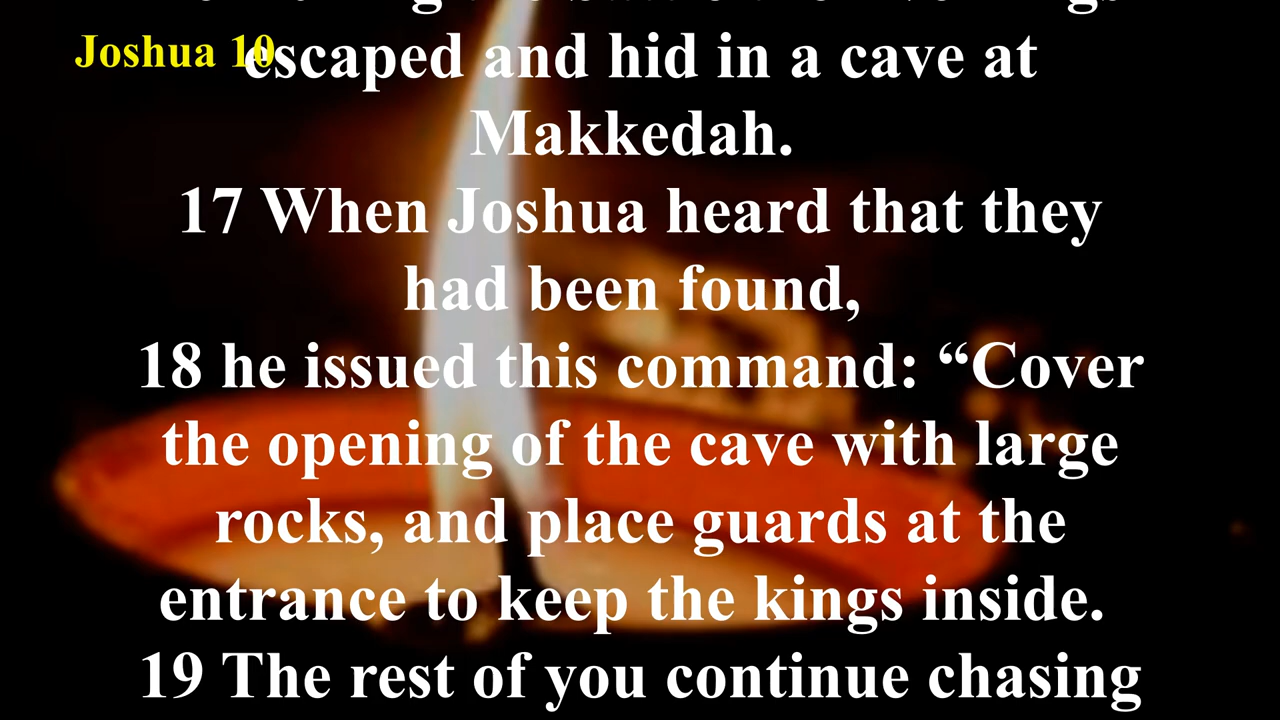 Joshua 10
escaped and hid in a cave at
Makkedah.
17 When Joshua heard that they
had been found,
18 he issued this command: “Cover
the opening of the cave with large
rocks, and place guards at the
entrance to keep the kings inside.
19 The rest of you continue chasing